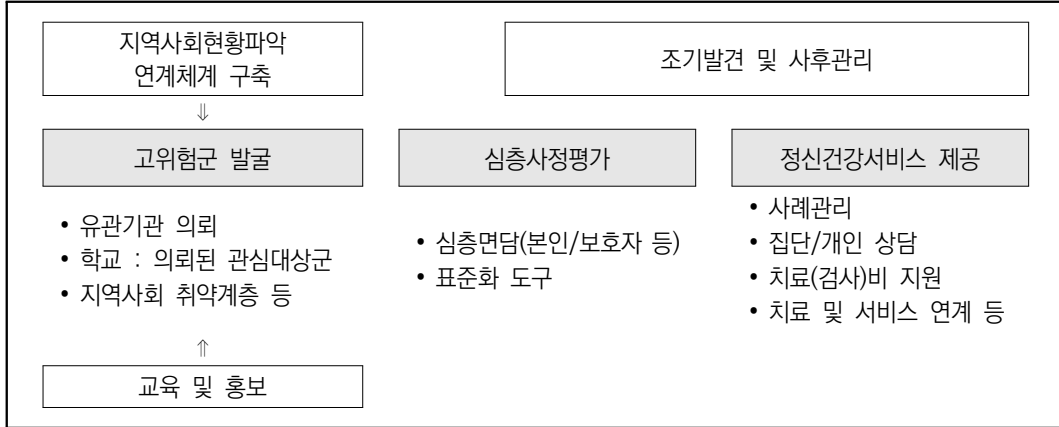 지역사회현황파악
연계체계 구축
조기발견 및 사후관리
⇓
고위험군 발굴
심층사정평가
정신건강서비스 제공
• 유관기관 의뢰
• 학교 : 의뢰된 관심대상군
• 지역사회 취약계층 등
• 심층면담(본인/보호자 등)
• 표준화 도구
• 사례관리
• 집단/개인 상담
• 치료(검사)비 지원
• 치료 및 서비스 연계 등
⇑
교육 및 홍보